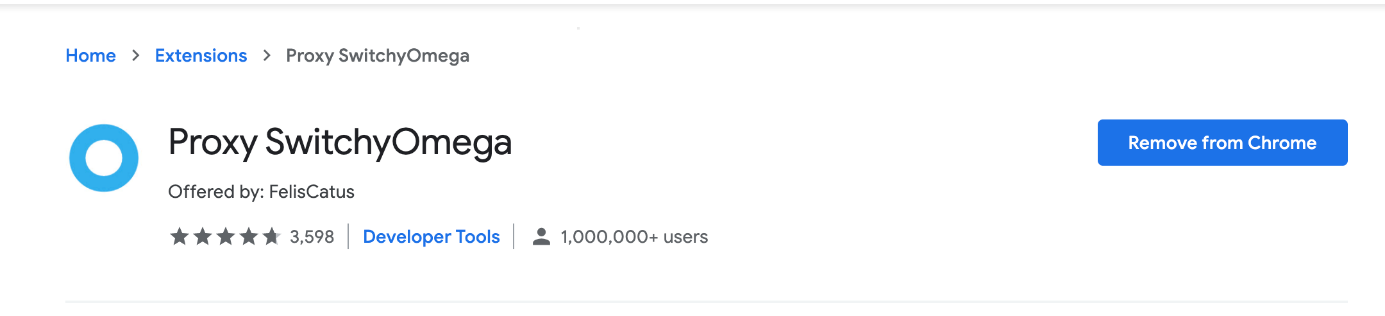 Home > Extensions > Proxy SwitchyOmega
Proxy SwitchyOmega
Remove from Chrome
Offered by: FelisCatus
3,598 | Developer Tools | 1,000,000+ users